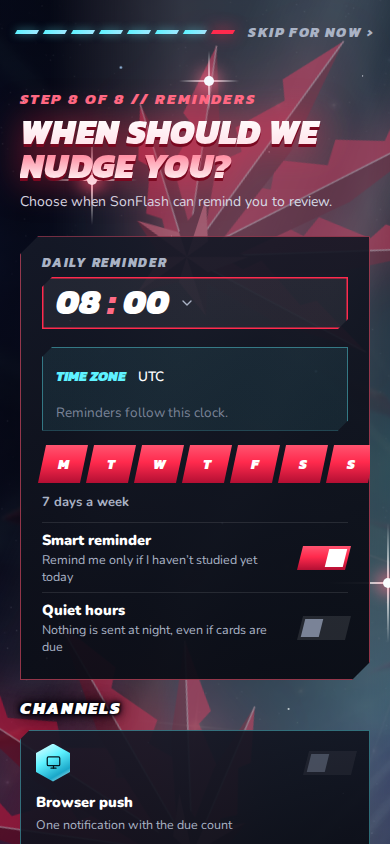 SKIP FOR NOW ›
STEP 8 OF 8 // REMINDERS
WHEN SHOULD WE
NUDGE YOU?
Choose when SonFlash can remind you to review.
DAILY REMINDER
08:00
TIME ZONE UTC
Reminders follow this clock.
M T W T F S S
7 days a week
Smart reminder
Remind me only if I haven't studied yet
today
Quiet hours
Nothing is sent at night, even if cards are
due
CHANNELS
Browser push
One notification with the due count